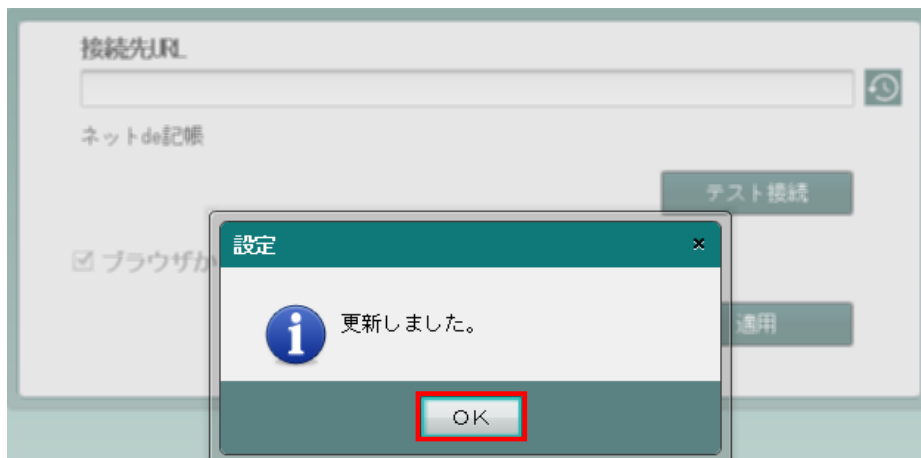 接続先URL
ネットde記帳
テスト接続
設定
ブラウザか
更新しました。
適用
OK